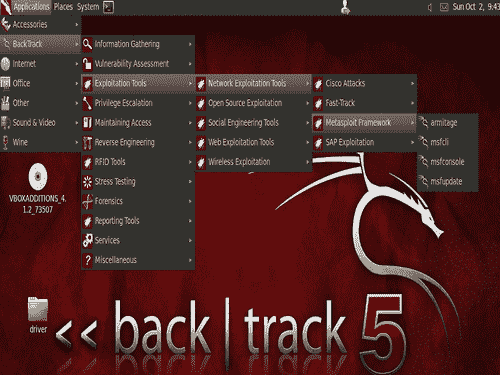 Applications Places System Sun Oct 2, 9:43
Accessories
BackTrack
Internet
Office
Other
Sound & Video
Wine
Information Gathering
Vulnerability Assessment
Exploitation Tools
Privilege Escalation
Maintaining Access
Reverse Engineering
RFID Tools
Stress Testing
Forensics
Reporting Tools
Services
Miscellaneous
Network Exploitation Tools
Open Source Exploitation
Social Engineering Tools
Web Exploitation Tools
Wireless Exploitation
Cisco Attacks
Fast-Track
Metasploit Framework
SAP Exploitation
armitage
msfcli
msfconsole
msfupdate
VBOXADDITIONS_4.
1.2_73507
driver
<< back | track 5